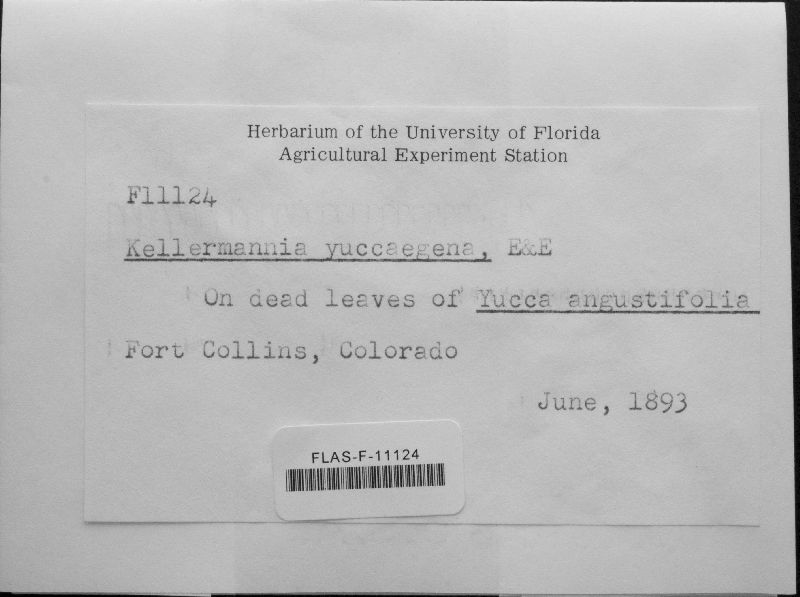 Herbarium of the University of Florida
Agricultural Experiment Station
F11124
Kellermannia yuccaegena, E&E
On dead leaves of Yucca angustifolia
Fort Collins, Colorado
June, 1893
FLAS-F-11124